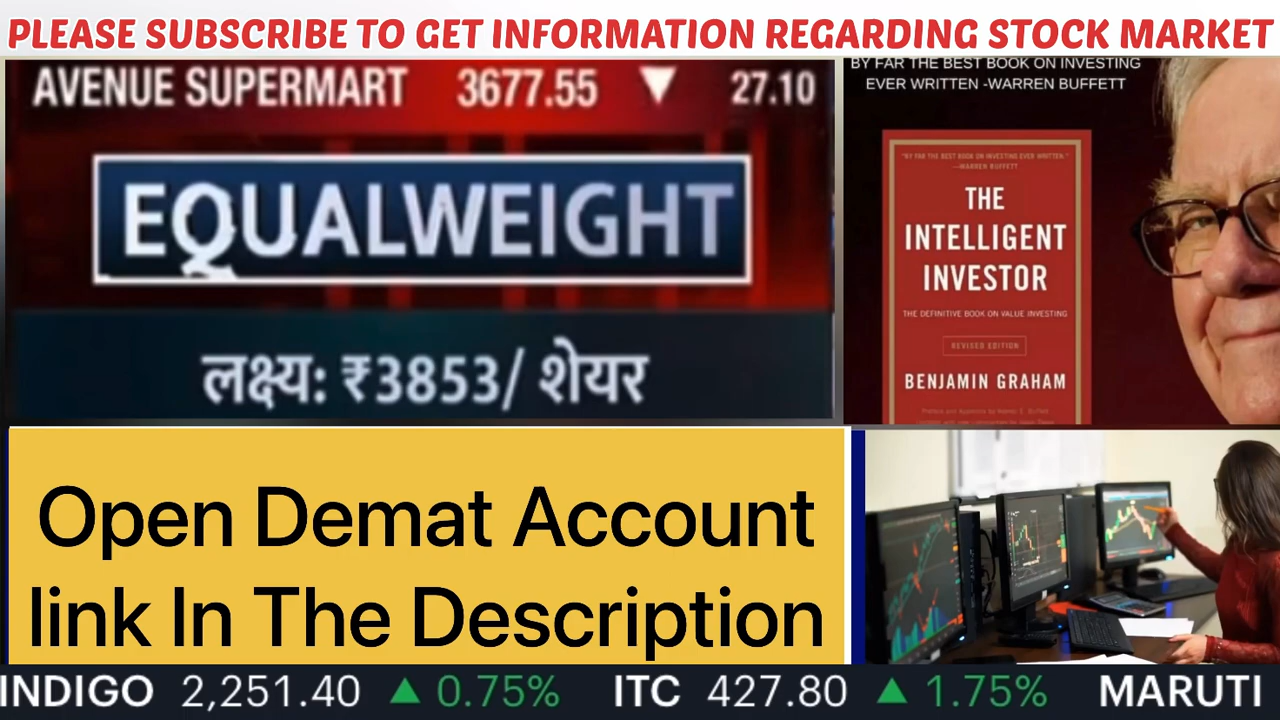 PLEASE SUBSCRIBE TO GET INFORMATION REGARDING STOCK MARKET
AVENUE SUPERMART 3677.55 ▼ 27.10
EQUALWEIGHT
लक्ष्य: ₹3853/ शेयर
BY FAR THE BEST BOOK ON INVESTING
EVER WRITTEN -WARREN BUFFETT
"BY FAR THE BEST BOOK ON INVESTING EVER WRITTEN."
—WARREN BUFFETT
THE
INTELLIGENT
INVESTOR
THE DEFINITIVE BOOK ON VALUE INVESTING
REVISED EDITION
BENJAMIN GRAHAM
Open Demat Account
link In The Description
INDIGO 2,251.40 ▲ 0.75% ITC 427.80 ▲ 1.75% MARUTI